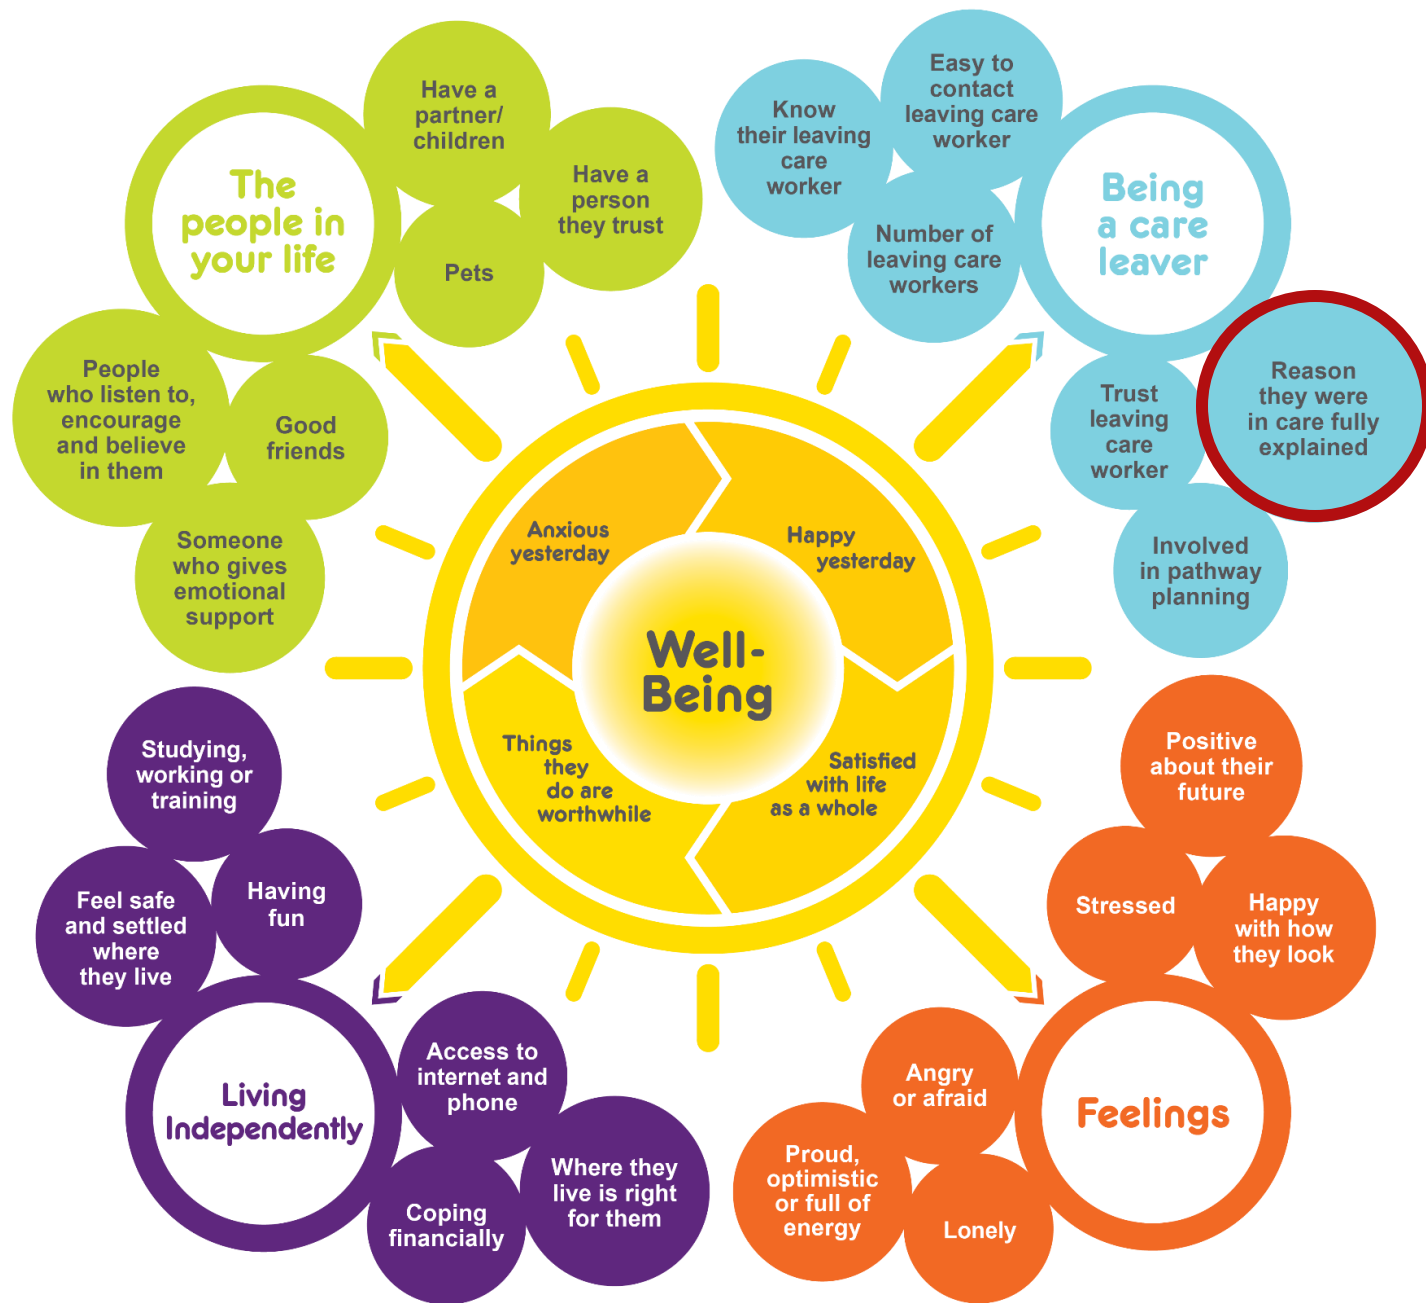 The
people in
your life
Have a
partner/
children
Have a
person
they trust
Pets
People
who listen to,
encourage
and believe
in them
Good
friends
Someone
who gives
emotional
support
Being
a care
leaver
Know
their leaving
care
worker
Easy to
contact
leaving care
worker
Number of
leaving care
workers
Trust
leaving
care
worker
Reason
they were
in care fully
explained
Involved
in pathway
planning
Well-
Being
Anxious
yesterday
Happy
yesterday
Things
they
do are
worthwhile
Satisfied
with life
as a whole
Studying,
working or
training
Feel safe
and settled
where
they live
Having
fun
Living
Independently
Access to
internet and
phone
Coping
financially
Where they
live is right
for them
Positive
about their
future
Stressed
Happy
with how
they look
Feelings
Angry
or afraid
Proud,
optimistic
or full of
energy
Lonely